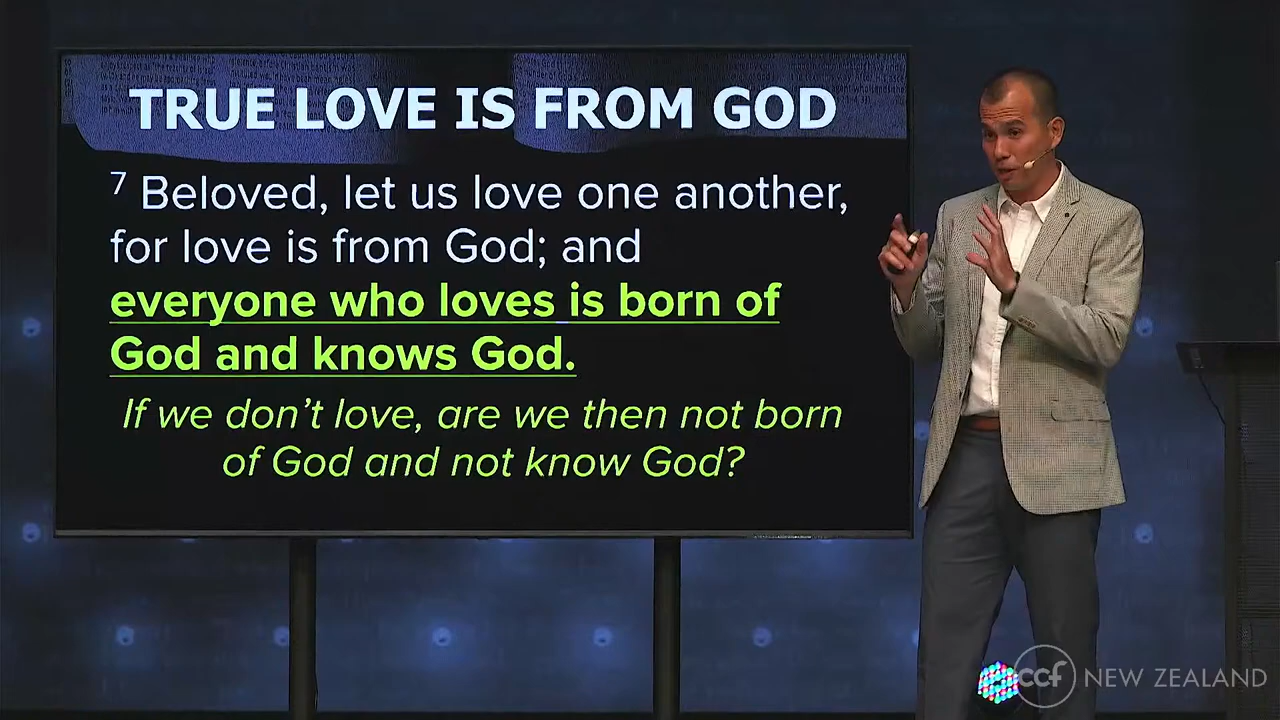 TRUE LOVE IS FROM GOD
7 Beloved, let us love one another,
for love is from God; and
everyone who loves is born of
God and knows God.
If we don't love, are we then not born
of God and not know God?
ccf NEW ZEALAND